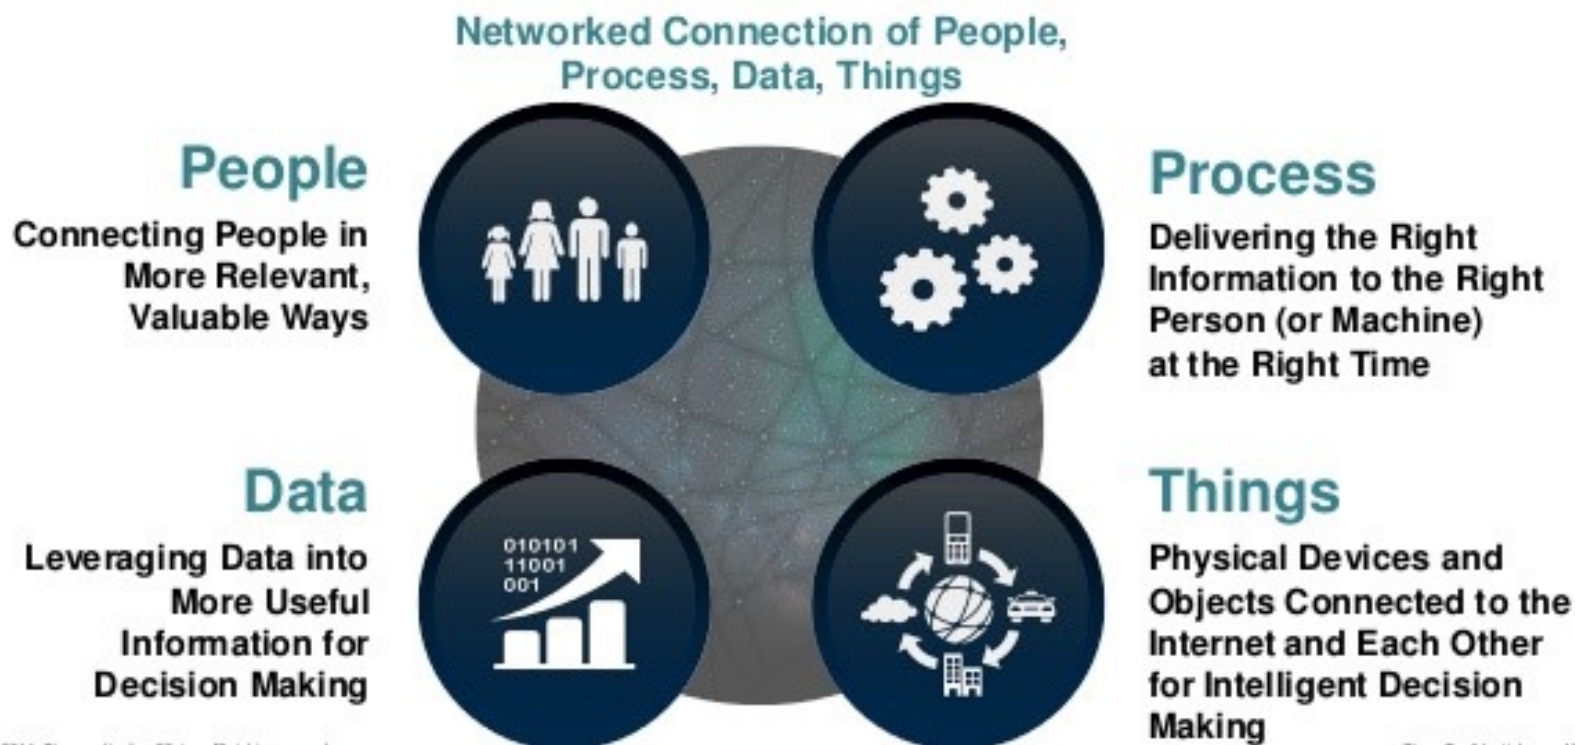 Networked Connection of People,
Process, Data, Things
People
Connecting People in
More Relevant,
Valuable Ways
Process
Delivering the Right
Information to the Right
Person (or Machine)
at the Right Time
Data
Leveraging Data into
More Useful
Information for
Decision Making
010101
11001
001
Things
Physical Devices and
Objects Connected to the
Internet and Each Other
for Intelligent Decision
Making